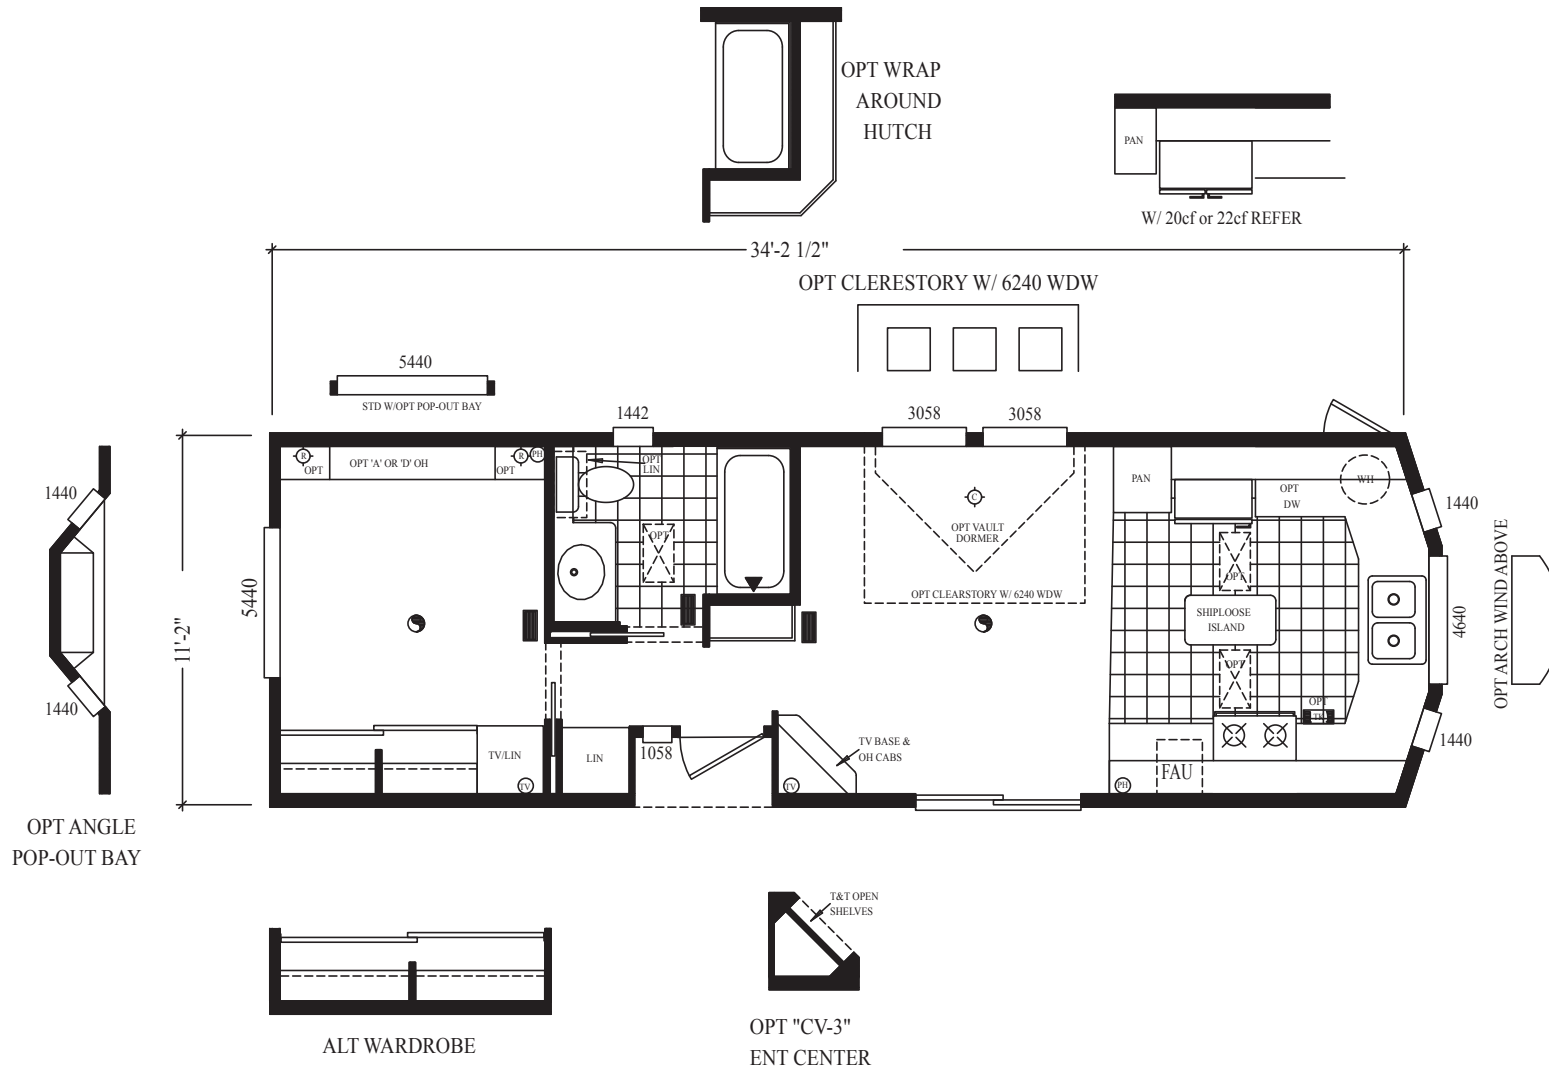 OPT WRAP
AROUND
HUTCH
PAN
W/ 20cf or 22cf REFER
34'-2 1/2"
OPT CLERESTORY W/ 6240 WDW
5440
STD W/OPT POP-OUT BAY
1442
3058
3058
R
OPT
OPT 'A' OR 'D' OH
OPT
R
PH
OPT
LIN
PAN
OPT
DW
WH
1440
1440
C
OPT VAULT
DORMER
OPT
OPT
OPT CLEARSTORY W/ 6240 WDW
SHIPLOOSE
ISLAND
5440
11'-2"
4640
OPT ARCH WIND ABOVE
OPT
OPT
TK
1440
1440
TV/LIN
TV
LIN
1058
TV BASE &
OH CABS
TV
FAU
PH
OPT ANGLE
POP-OUT BAY
T&T OPEN
SHELVES
ALT WARDROBE
OPT "CV-3"
ENT CENTER